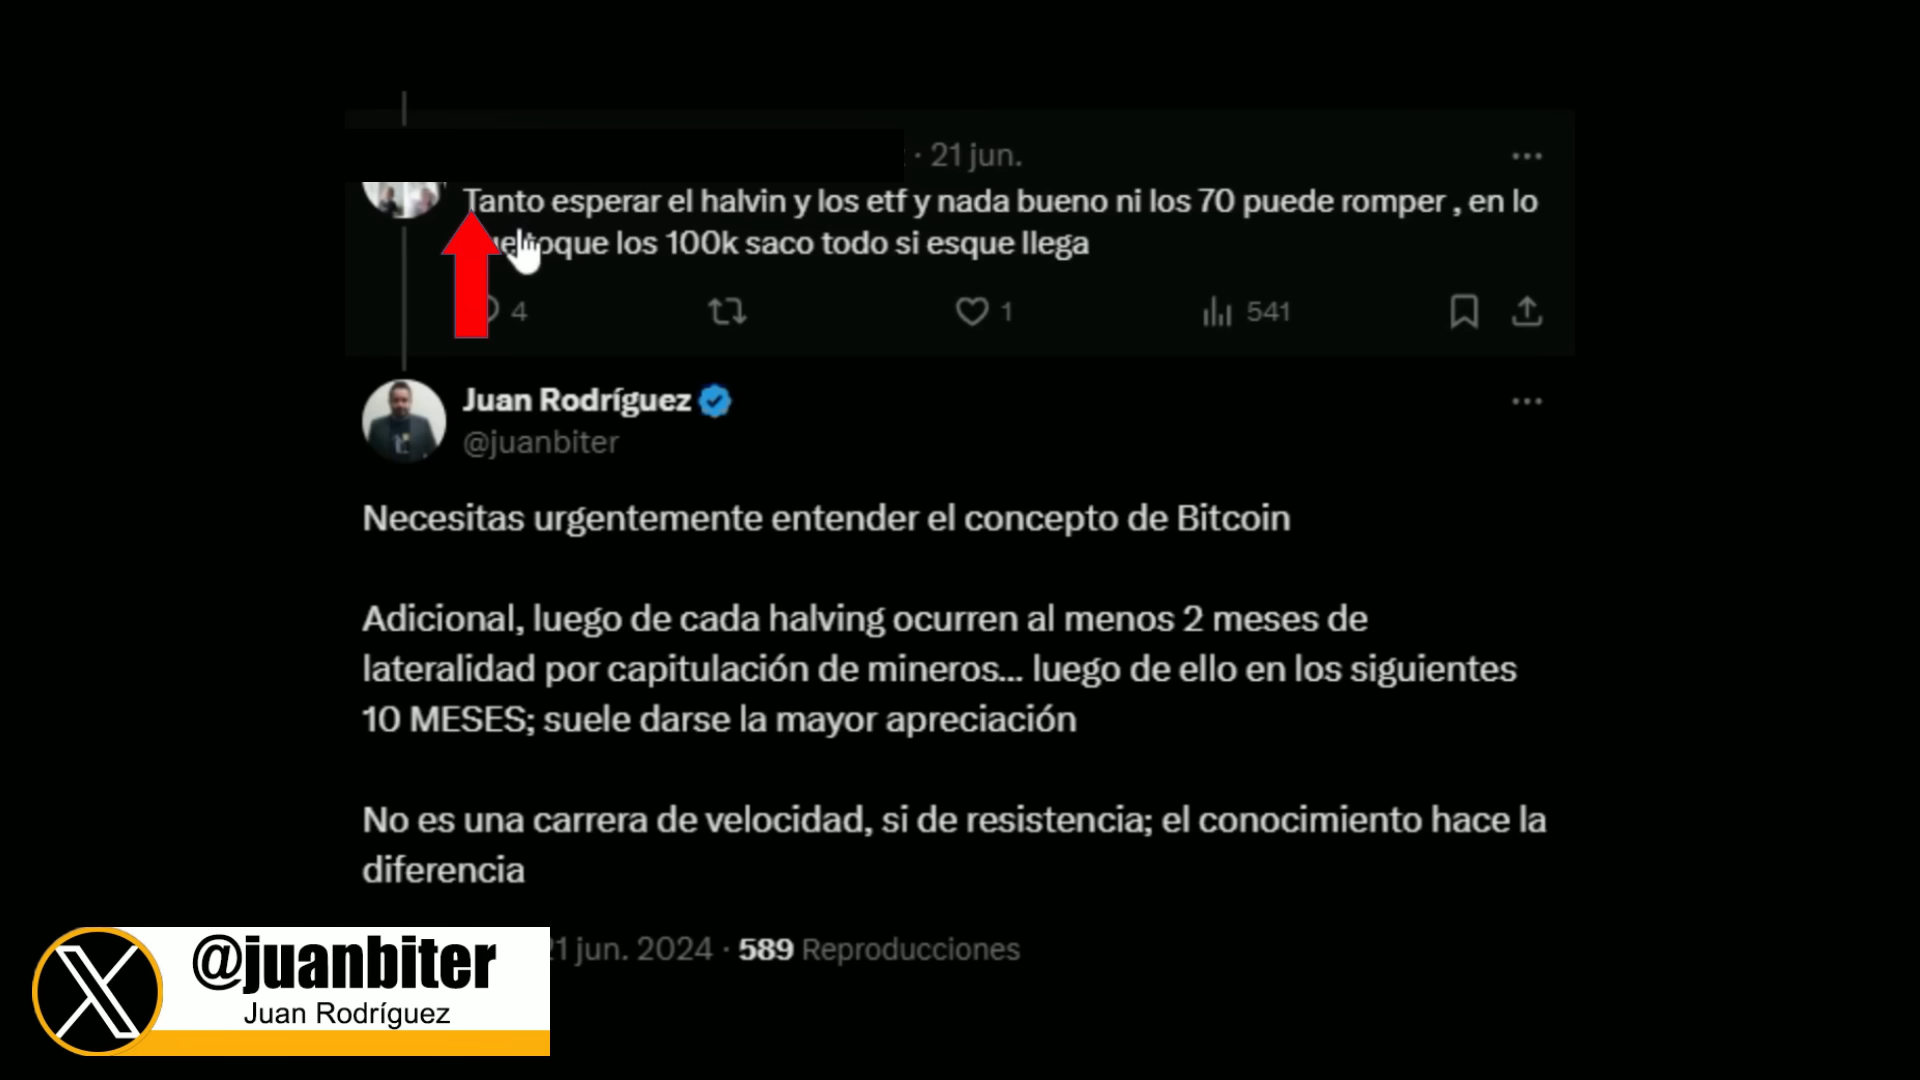 · 21 jun.
Tanto esperar el halvin y los etf y nada bueno ni los 70 puede romper , en lo
toque los 100k saco todo si esque llega
4
1
541
Juan Rodríguez
@juanbiter
Necesitas urgentemente entender el concepto de Bitcoin
Adicional, luego de cada halving ocurren al menos 2 meses de
lateralidad por capitulación de mineros... luego de ello en los siguientes
10 MESES; suele darse la mayor apreciación
No es una carrera de velocidad, si de resistencia; el conocimiento hace la
diferencia
21 jun. 2024 · 589 Reproducciones
@juanbiter
Juan Rodríguez